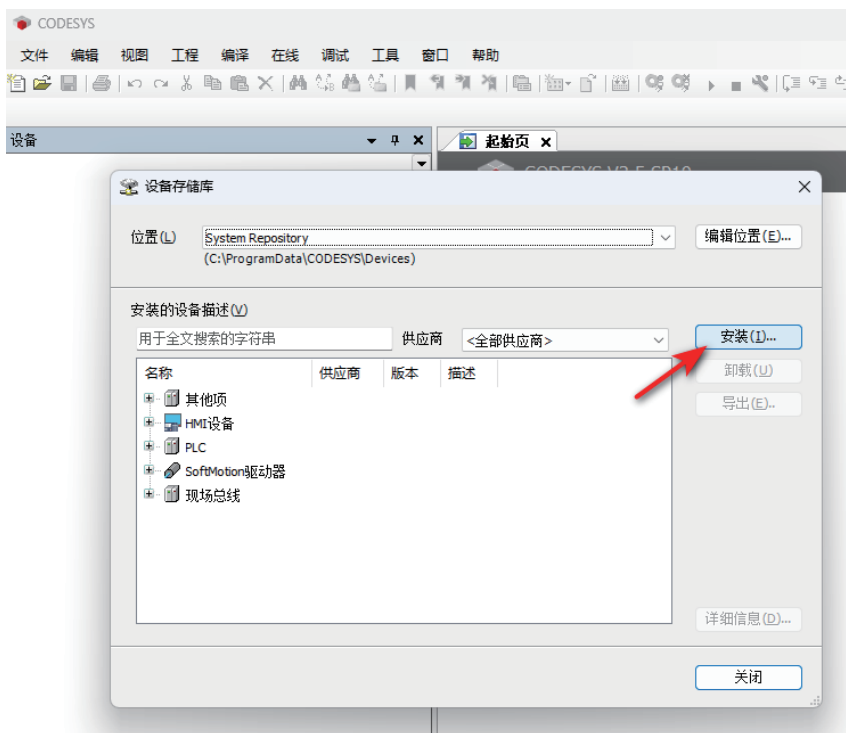 CODESYS
文件 编辑 视图 工程 编译 在线 调试 工具 窗口 帮助
设备
起始页
CODESYS V3.5 SP19
设备存储库
位置(L) System Repository 编辑位置(E)...
(C:\ProgramData\CODESYS\Devices)
安装的设备描述(V)
用于全文搜索的字符串 供应商 <全部供应商> 安装(I)...
名称 供应商 版本 描述 卸载(U)
其他项 导出(E)..
HMI设备
PLC
SoftMotion驱动器
现场总线
详细信息(D)...
关闭